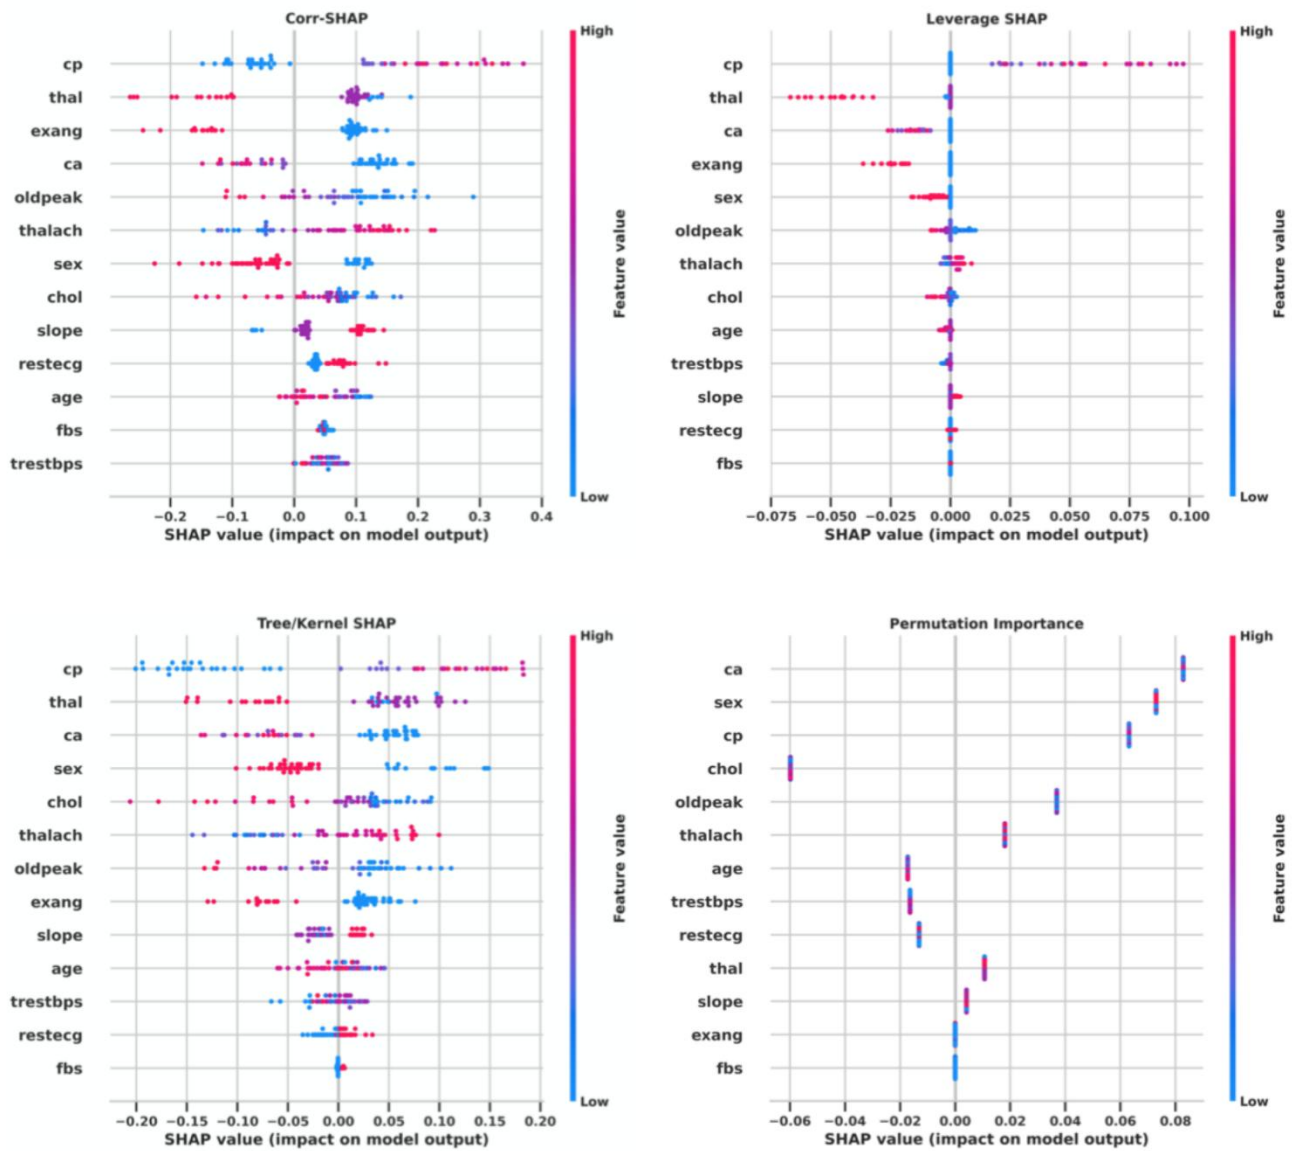 Corr-SHAP
High
cp
thal
exang
ca
oldpeak
thalach
sex
chol
slope
restecg
age
fbs
trestbps
Feature value
Low
−0.2 −0.1 0.0 0.1 0.2 0.3 0.4
SHAP value (impact on model output)
Leverage SHAP
High
cp
thal
ca
exang
sex
oldpeak
thalach
chol
age
trestbps
slope
restecg
fbs
Feature value
Low
−0.075 −0.050 −0.025 0.000 0.025 0.050 0.075 0.100
SHAP value (impact on model output)
Tree/Kernel SHAP
High
cp
thal
ca
sex
chol
thalach
oldpeak
exang
slope
age
trestbps
restecg
fbs
Feature value
Low
−0.20 −0.15 −0.10 −0.05 0.00 0.05 0.10 0.15 0.20
SHAP value (impact on model output)
Permutation Importance
High
ca
sex
cp
chol
oldpeak
thalach
age
trestbps
restecg
thal
slope
exang
fbs
Feature value
Low
−0.06 −0.04 −0.02 0.00 0.02 0.04 0.06 0.08
SHAP value (impact on model output)